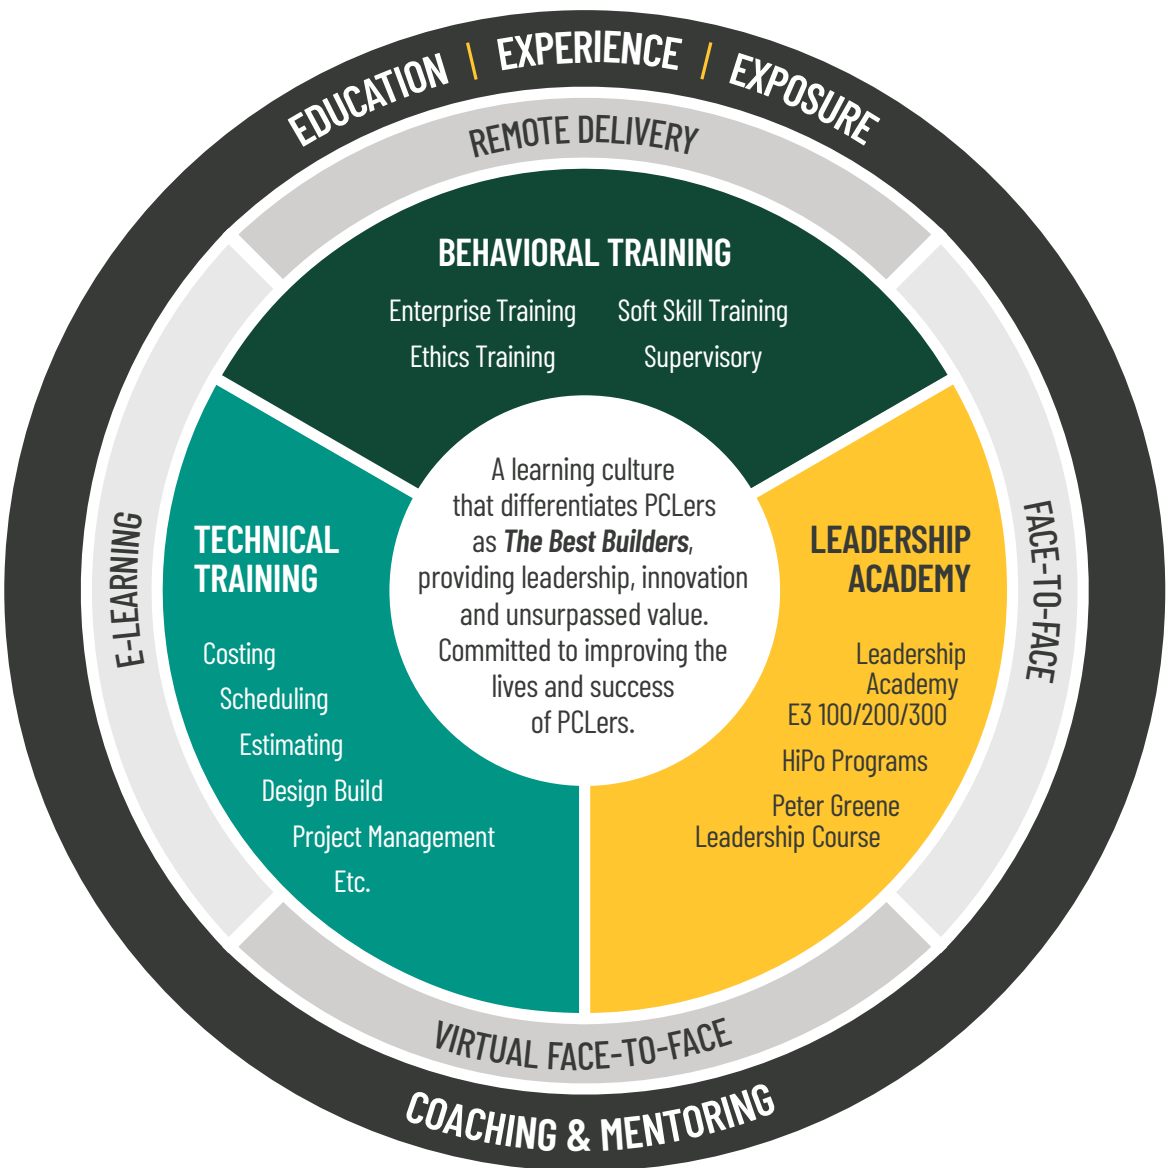 EDUCATION | EXPERIENCE | EXPOSURE
REMOTE DELIVERY
BEHAVIORAL TRAINING
Enterprise Training
Soft Skill Training
Ethics Training
Supervisory
E-LEARNING
TECHNICAL
TRAINING
Costing
Scheduling
Estimating
Design Build
Project Management
Etc.
A learning culture
that differentiates PCLers
as The Best Builders,
providing leadership, innovation
and unsurpassed value.
Committed to improving the
lives and success
of PCLers.
LEADERSHIP
ACADEMY
Leadership
Academy
E3 100/200/300
HiPo Programs
Peter Greene
Leadership Course
FACE-TO-FACE
VIRTUAL FACE-TO-FACE
COACHING & MENTORING